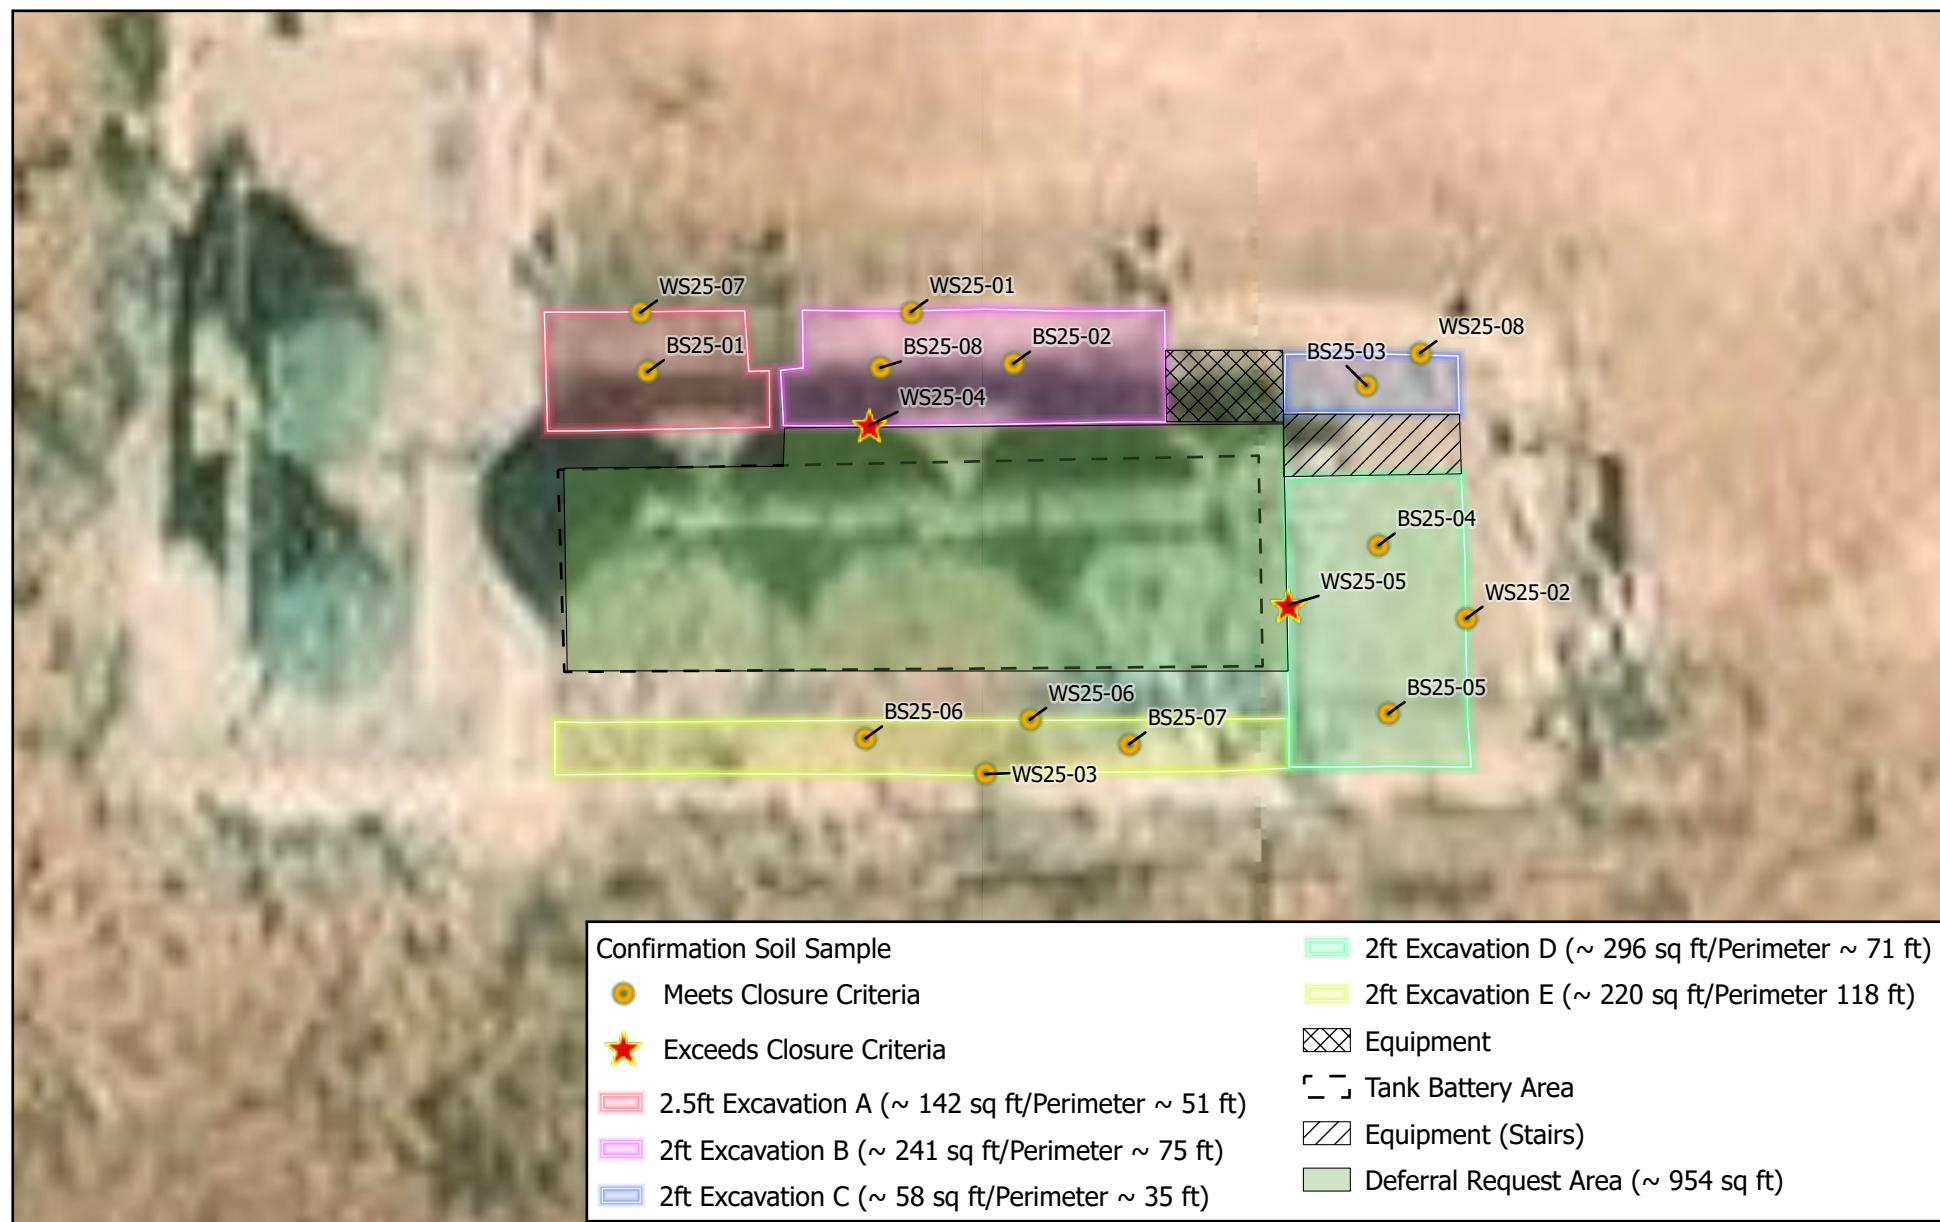 WS25-07
WS25-01
BS25-01
BS25-08
BS25-02
WS25-08
BS25-03
WS25-04
BS25-04
WS25-05
WS25-02
BS25-05
WS25-06
BS25-06
BS25-07
WS25-03
Confirmation Soil Sample
Meets Closure Criteria
Exceeds Closure Criteria
2.5ft Excavation A (~ 142 sq ft/Perimeter ~ 51 ft)
2ft Excavation B (~ 241 sq ft/Perimeter ~ 75 ft)
2ft Excavation C (~ 58 sq ft/Perimeter ~ 35 ft)
2ft Excavation D (~ 296 sq ft/Perimeter ~ 71 ft)
2ft Excavation E (~ 220 sq ft/Perimeter 118 ft)
Equipment
Tank Battery Area
Equipment (Stairs)
Deferral Request Area (~ 954 sq ft)